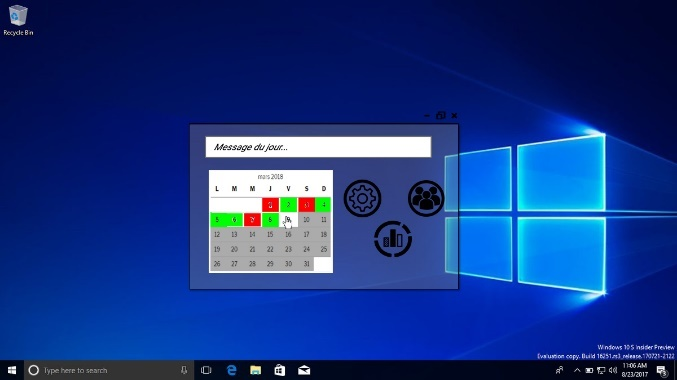 Recycle Bin
Message du jour...
mars 2018
L M M J V S D
1 2 3 4
5 6 7 8 9 10 11
12 13 14 15 16 17 18
19 20 21 22 23 24 25
26 27 28 29 30 31
Windows 10 S Insider Preview
Evaluation copy. Build 16251.rs3_release.170721-2122
Type here to search
11:06 AM
8/23/2017